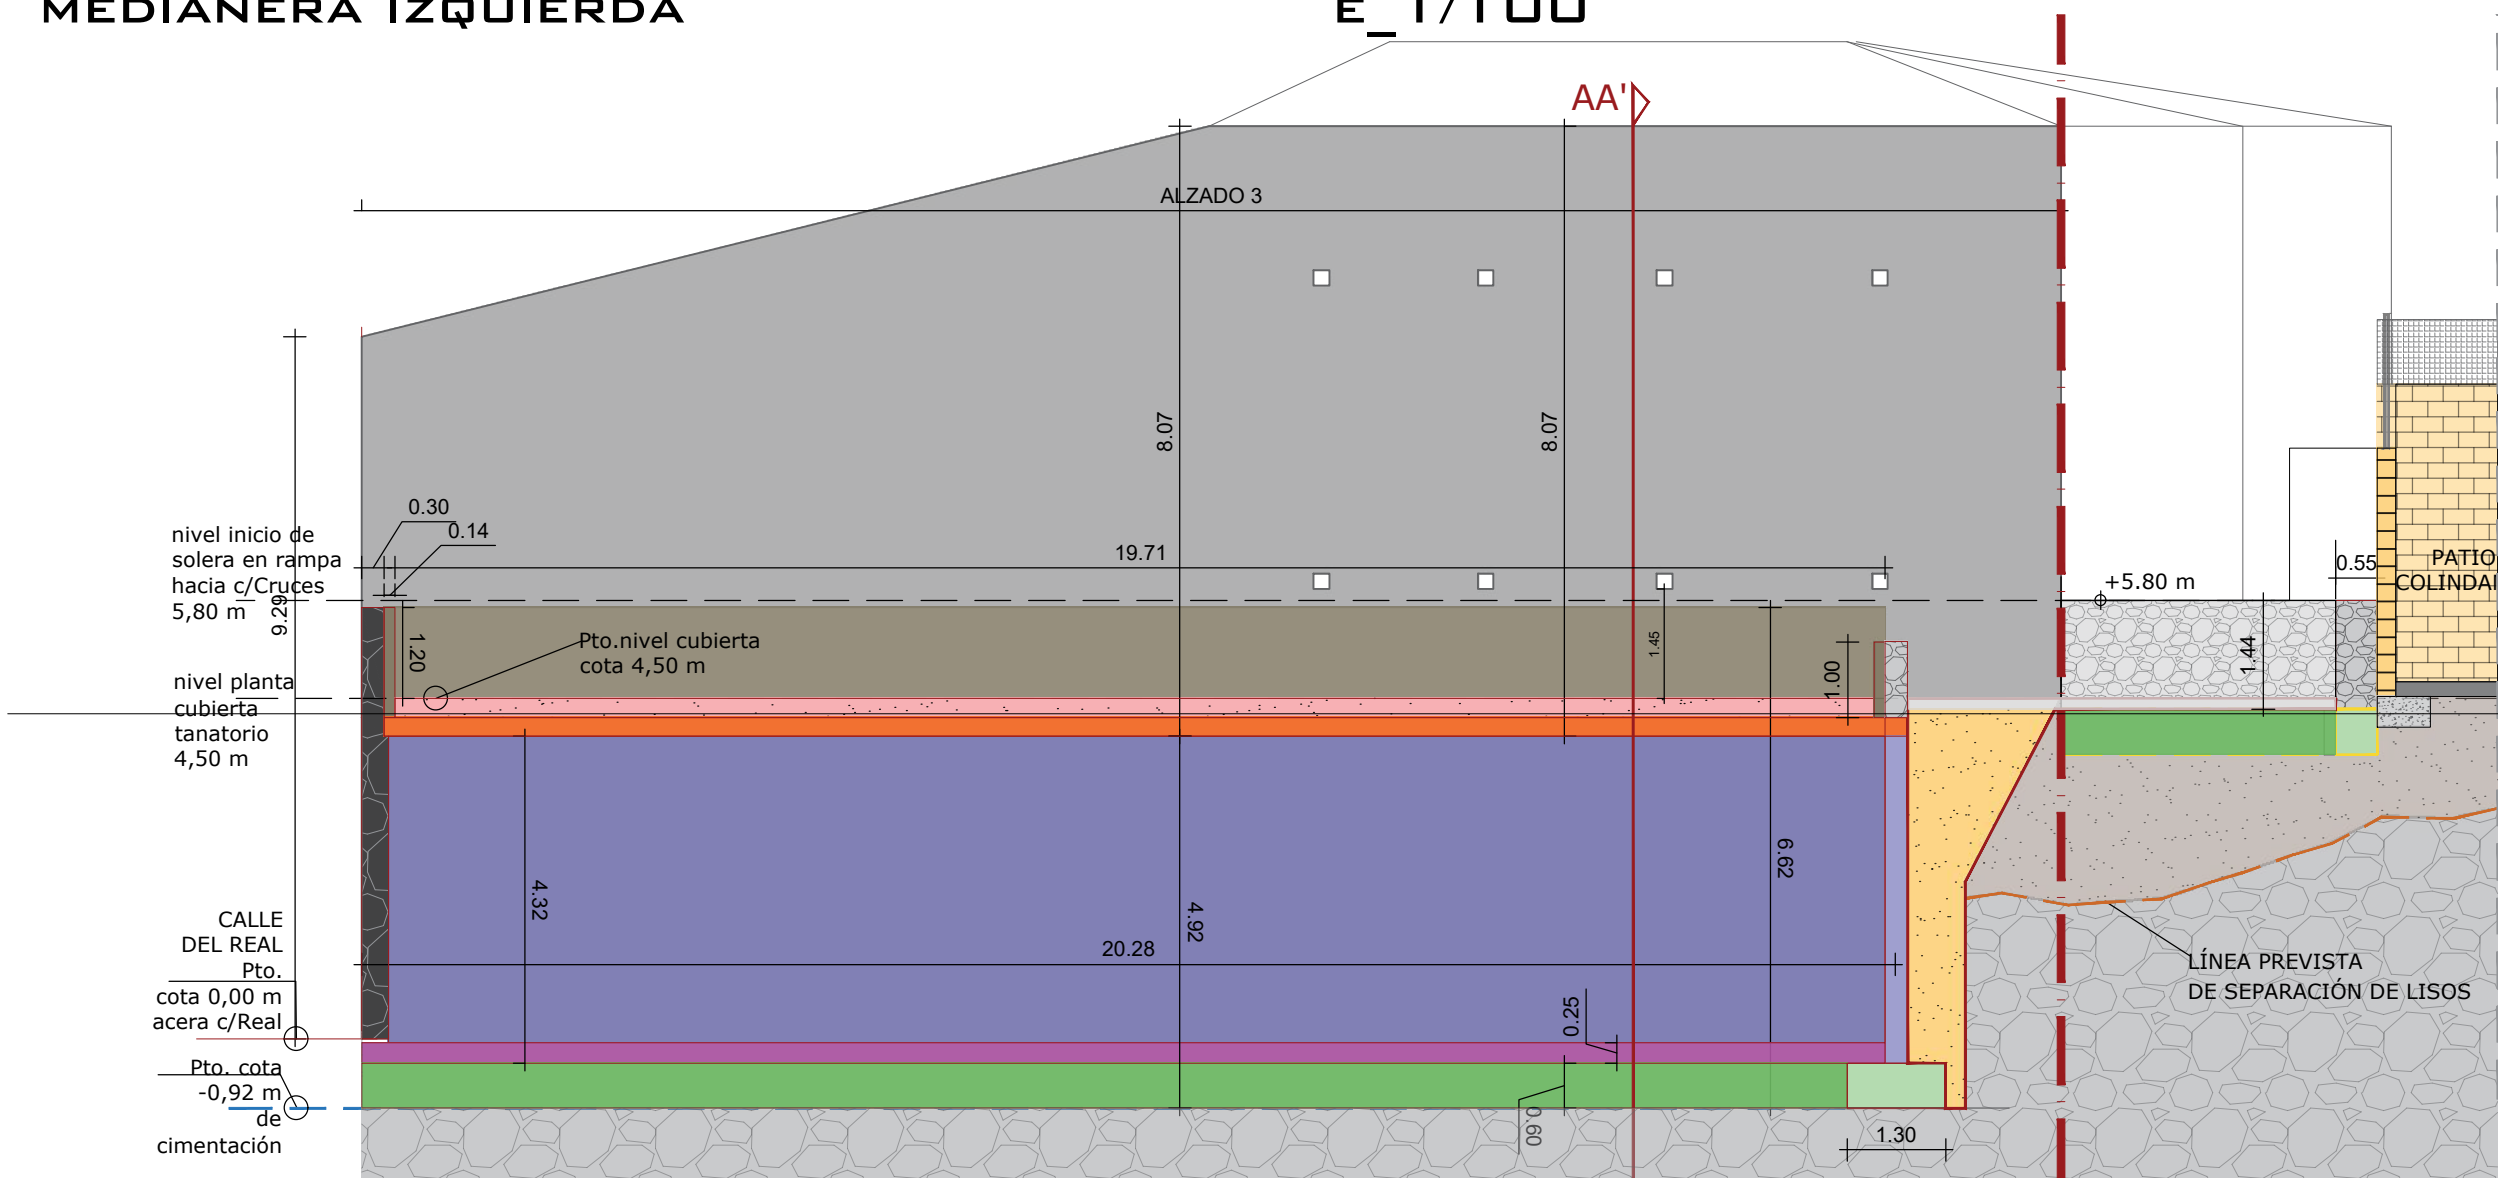 MEDIANERA IZQUIERDA
E_1/100
AA'
ALZADO 3
8.07
8.07
0.30
0.14
19.71
nivel inicio de
solera en rampa
hacia c/Cruces
5,80 m
9.29
1.20
Pto.nivel cubierta
cota 4,50 m
1.45
1.00
+5.80 m
0.55
PATIO
1.44
nivel planta
cubierta
tanatorio
4,50 m
4.32
4.92
6.62
20.28
0.25
CALLE
DEL REAL
Pto.
cota 0,00 m
acera c/Real
Pto. cota
-0,92 m
de
cimentación
0.60
1.30
LÍNEA PREVISTA
DE SEPARACIÓN DE LISOS